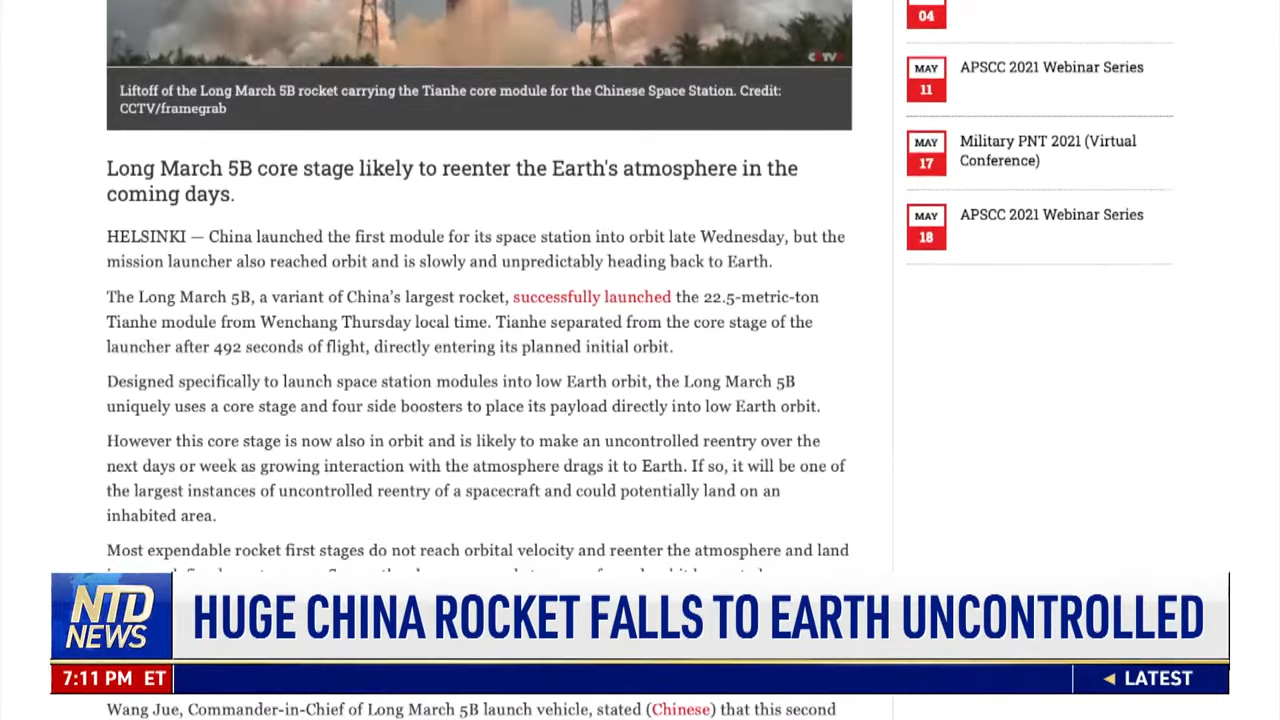 CCTV
Liftoff of the Long March 5B rocket carrying the Tianhe core module for the Chinese Space Station. Credit:
CCTV/framegrab
Long March 5B core stage likely to reenter the Earth's atmosphere in the
coming days.
HELSINKI — China launched the first module for its space station into orbit late Wednesday, but the
mission launcher also reached orbit and is slowly and unpredictably heading back to Earth.
The Long March 5B, a variant of China's largest rocket, successfully launched the 22.5-metric-ton
Tianhe module from Wenchang Thursday local time. Tianhe separated from the core stage of the
launcher after 492 seconds of flight, directly entering its planned initial orbit.
Designed specifically to launch space station modules into low Earth orbit, the Long March 5B
uniquely uses a core stage and four side boosters to place its payload directly into low Earth orbit.
However this core stage is now also in orbit and is likely to make an uncontrolled reentry over the
next days or week as growing interaction with the atmosphere drags it to Earth. If so, it will be one of
the largest instances of uncontrolled reentry of a spacecraft and could potentially land on an
inhabited area.
Most expendable rocket first stages do not reach orbital velocity and reenter the atmosphere and land
Wang Jue, Commander-in-Chief of Long March 5B launch vehicle, stated (Chinese) that this second
04
MAY
11
APSCC 2021 Webinar Series
MAY
17
Military PNT 2021 (Virtual
Conference)
MAY
18
APSCC 2021 Webinar Series
NTD
NEWS
HUGE CHINA ROCKET FALLS TO EARTH UNCONTROLLED
7:11 PM ET
LATEST